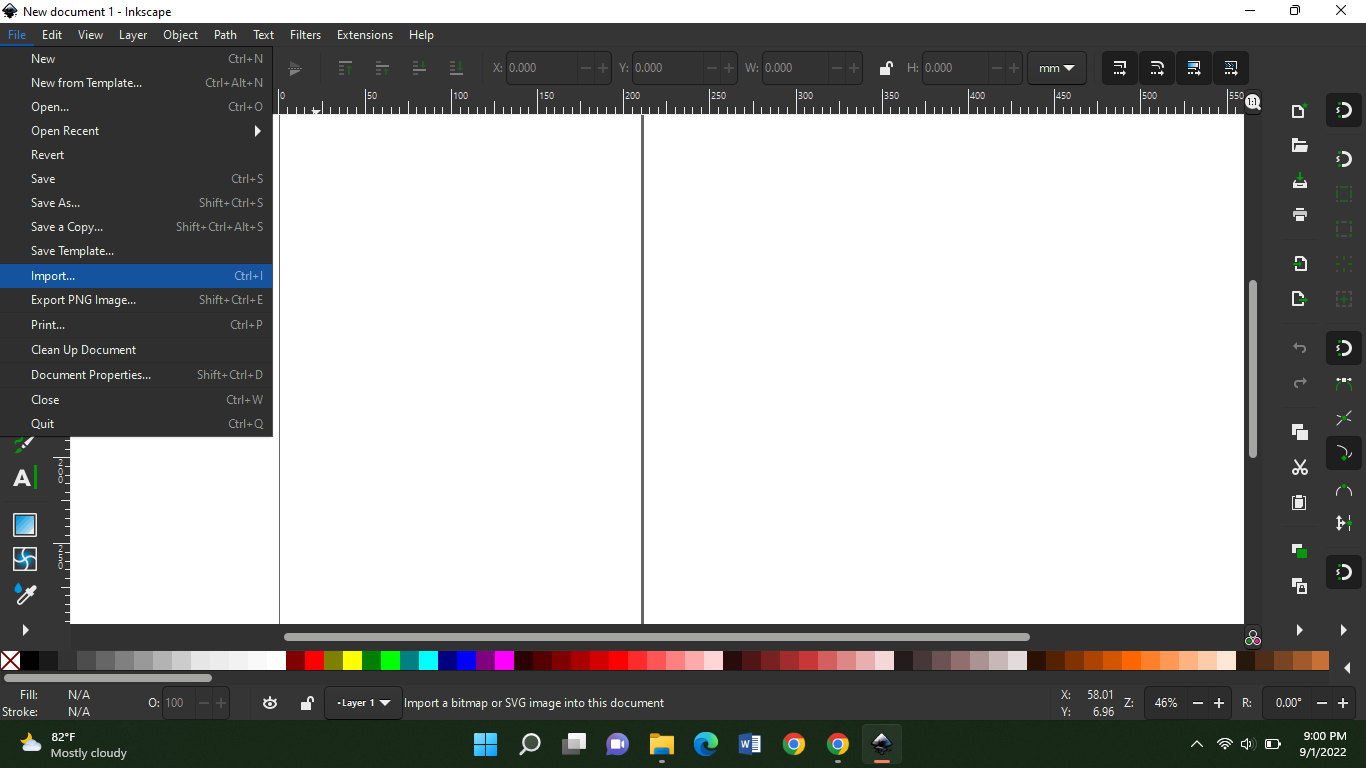 New document 1 - Inkscape
File Edit View Layer Object Path Text Filters Extensions Help
New Ctrl+N
New from Template... Ctrl+Alt+N
Open... Ctrl+O
Open Recent
Revert
Save Ctrl+S
Save As... Shift+Ctrl+S
Save a Copy... Shift+Ctrl+Alt+S
Save Template...
Import... Ctrl+I
Export PNG Image... Shift+Ctrl+E
Print... Ctrl+P
Clean Up Document
Document Properties... Shift+Ctrl+D
Close Ctrl+W
Quit Ctrl+Q
X: 0.000 Y: 0.000 W: 0.000 H: 0.000 mm
0 50 100 150 200 250 300 350 400 450 500 550
1:1
200
250
A
Fill: N/A
Stroke: N/A
O: 100
-Layer 1
Import a bitmap or SVG image into this document
X: 58.01
Y: 6.96
Z: 46%
R: 0.00°
82°F
Mostly cloudy
W
9:00 PM
9/1/2022